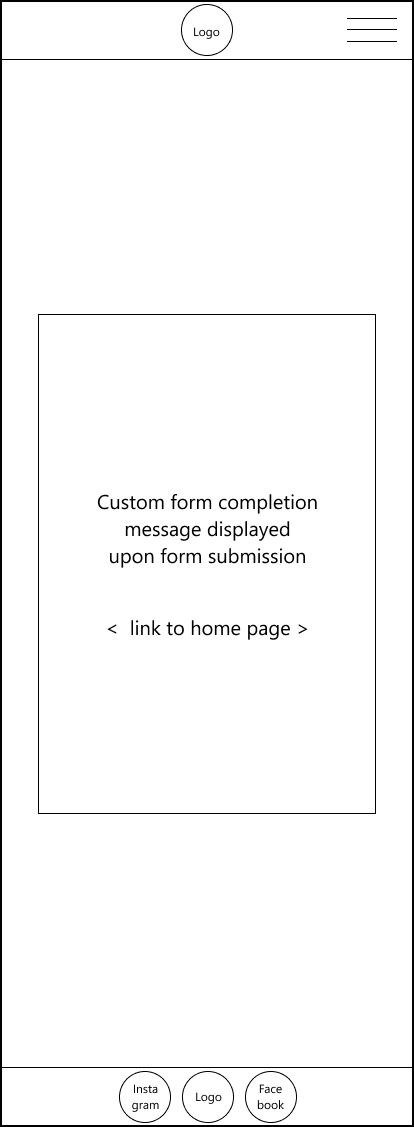 Logo
Custom form completion
message displayed
upon form submission
< link to home page >
Insta
gram
Logo
Face
book